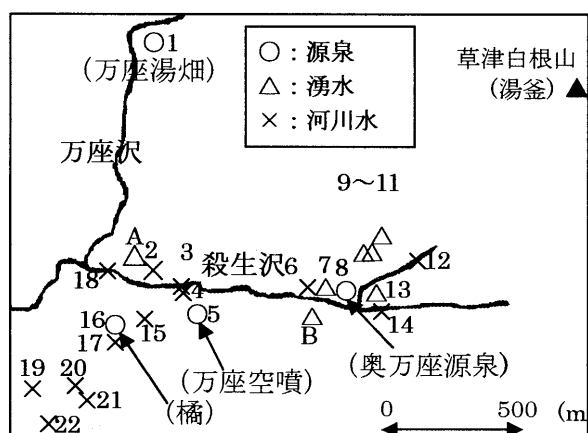 1
(万座湯畑)
○：源泉
△：湧水
×：河川水
草津白根山
(湯釜)
万座沢
9～11
A
2
3
殺生沢
6
7
8
12
18
4
13
16
15
5
B
14
17
19
20
(橘)
(万座空噴)
(奥万座源泉)
21
22
0
500
(m